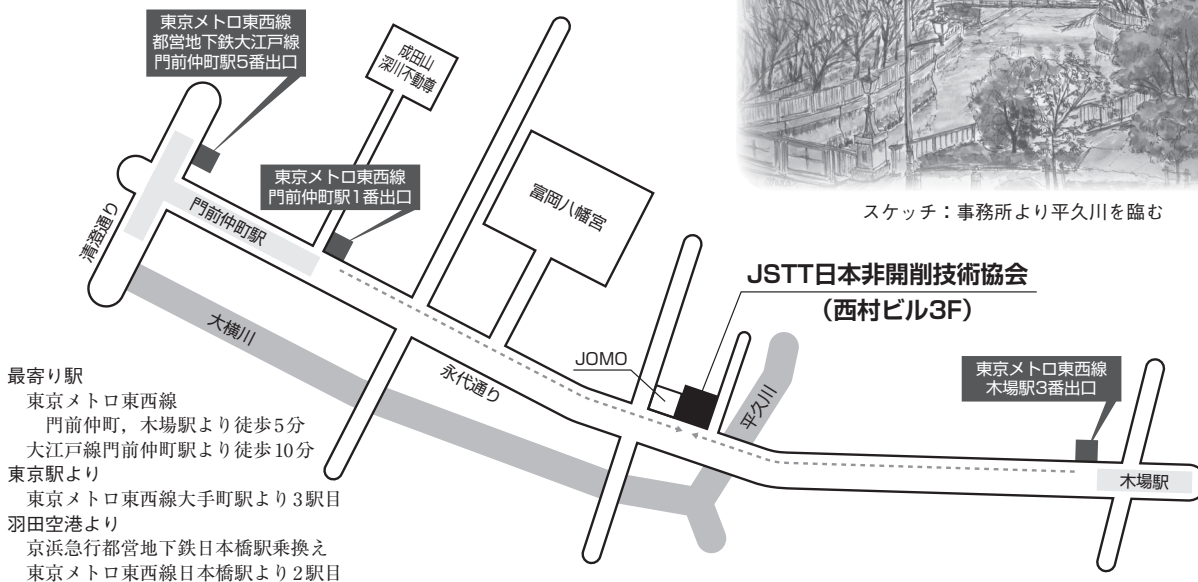 東京メトロ東西線
都営地下鉄大江戸線
門前仲町駅5番出口
成田山
深川不動尊
東京メトロ東西線
門前仲町駅1番出口
富岡八幡宮
スケッチ：事務所より平久川を臨む
清澄通り
門前仲町駅
JSTT日本非開削技術協会
（西村ビル3F）
大横川
永代通り
JOMO
平久川
東京メトロ東西線
木場駅3番出口
木場駅
最寄り駅
東京メトロ東西線
門前仲町，木場駅より徒歩5分
大江戸線門前仲町駅より徒歩10分
東京駅より
東京メトロ東西線大手町駅より3駅目
羽田空港より
京浜急行都営地下鉄日本橋駅乗換え
東京メトロ東西線日本橋駅より2駅目